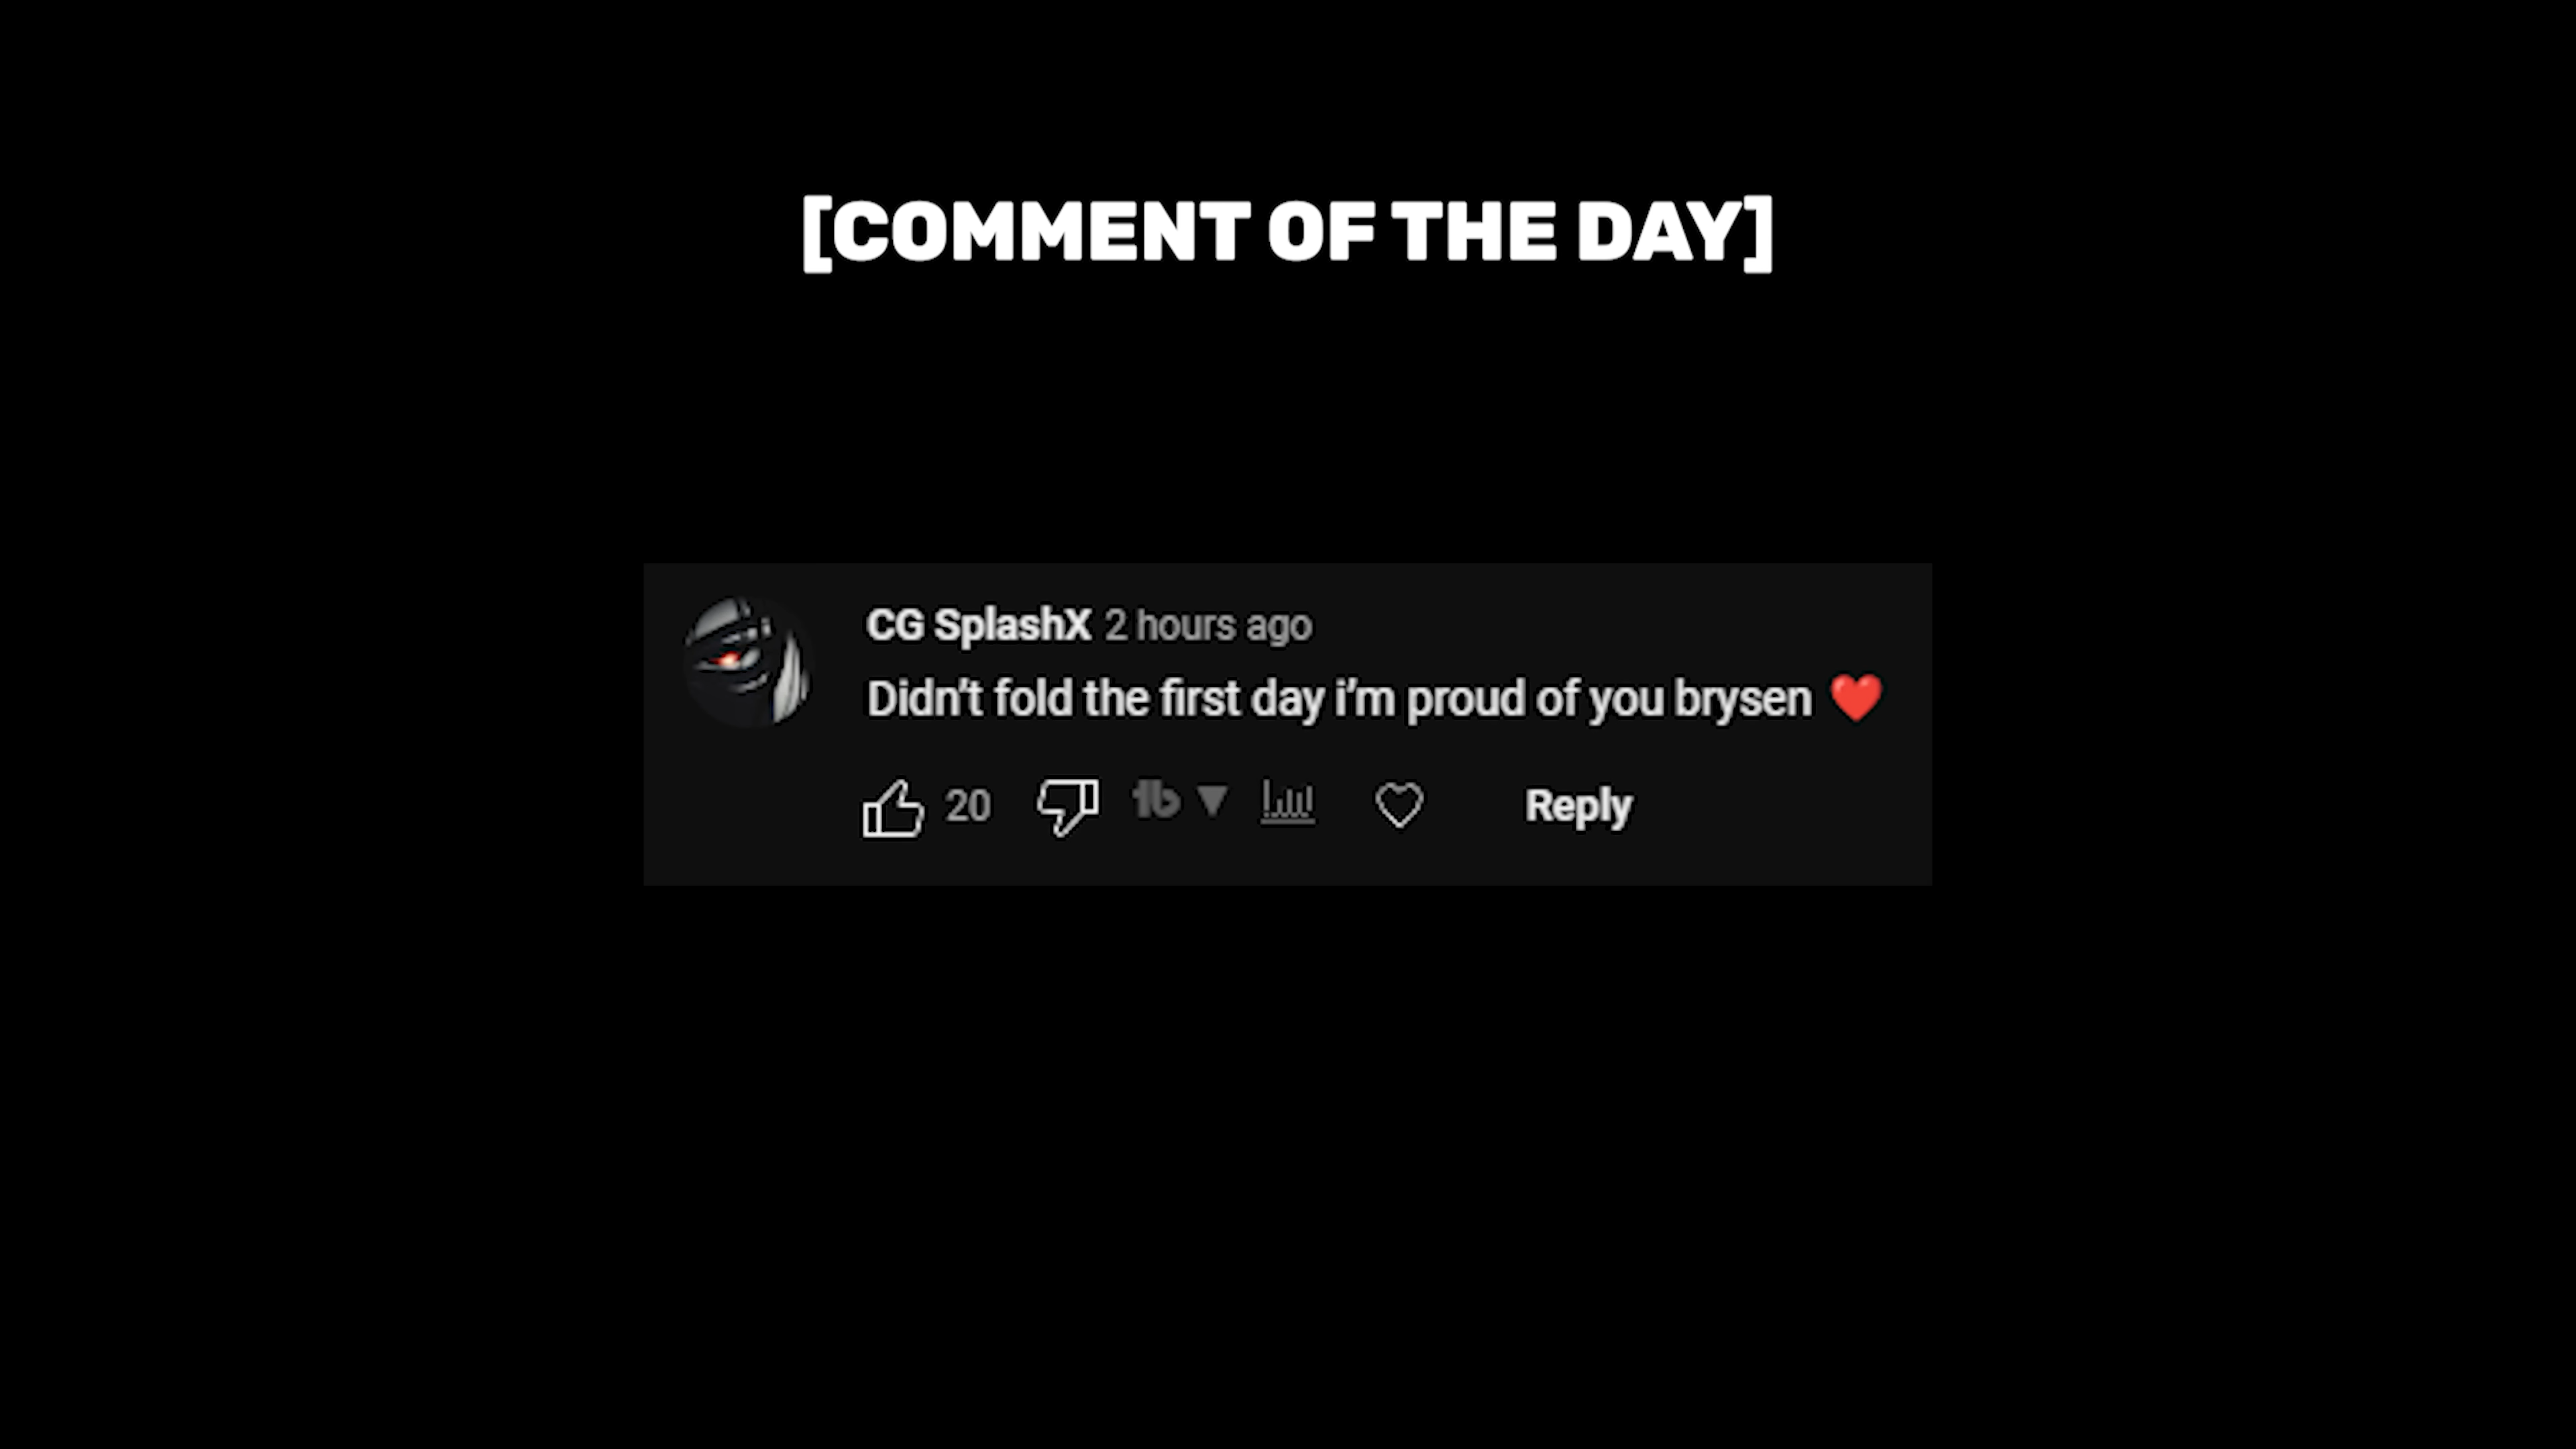 [COMMENT OF THE DAY]
CG SplashX 2 hours ago
Didn't fold the first day i'm proud of you brysen ❤️
20 tb ▼ Reply